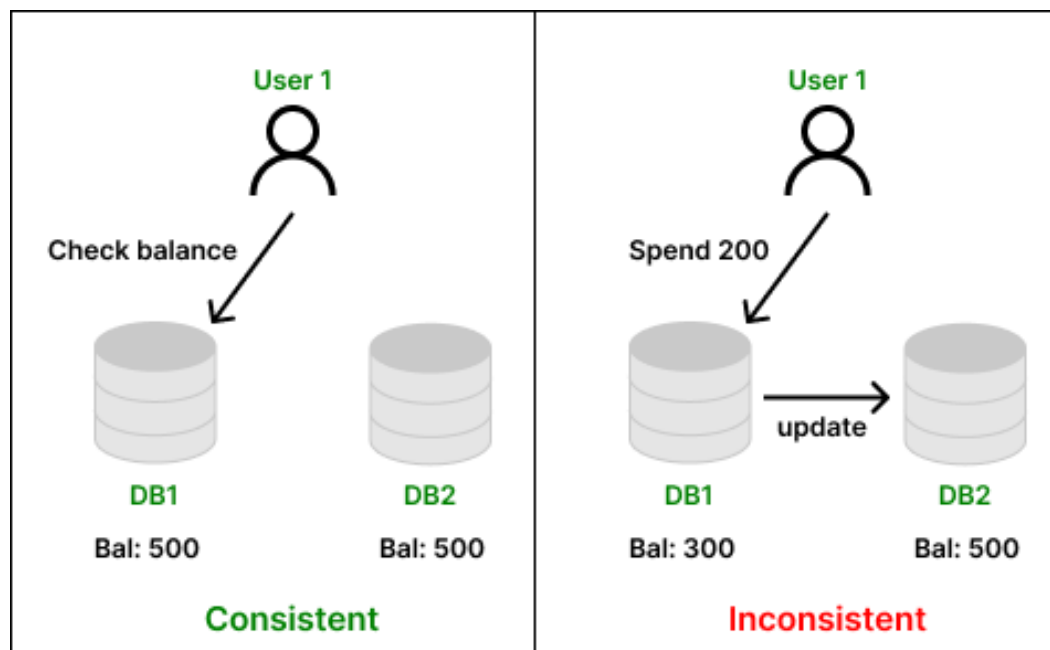 User 1
Check balance
DB1
DB2
Bal: 500
Bal: 500
Consistent
User 1
Spend 200
update
DB1
DB2
Bal: 300
Bal: 500
Inconsistent